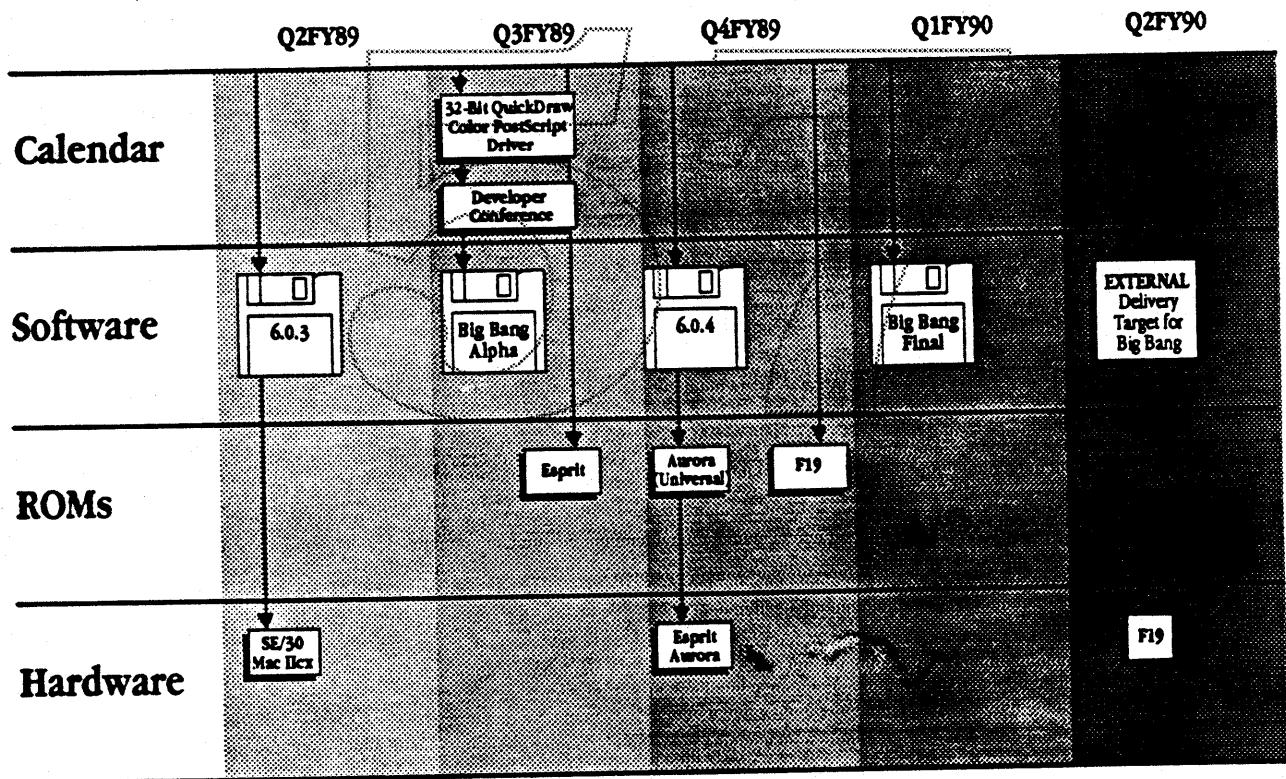 Q2FY89 Q3FY89 Q4FY89 Q1FY90 Q2FY90
Calendar
32-Bit QuickDraw
Color PostScript
Driver
Developer
Conference
Software
6.0.3
Big Bang
Alpha
6.0.4
Big Bang
Final
EXTERNAL
Delivery
Target for
Big Bang
ROMs
Esprit
Aurora
(Universal)
F19
Hardware
SE/30
Mac IIcx
Esprit
Aurora
F19